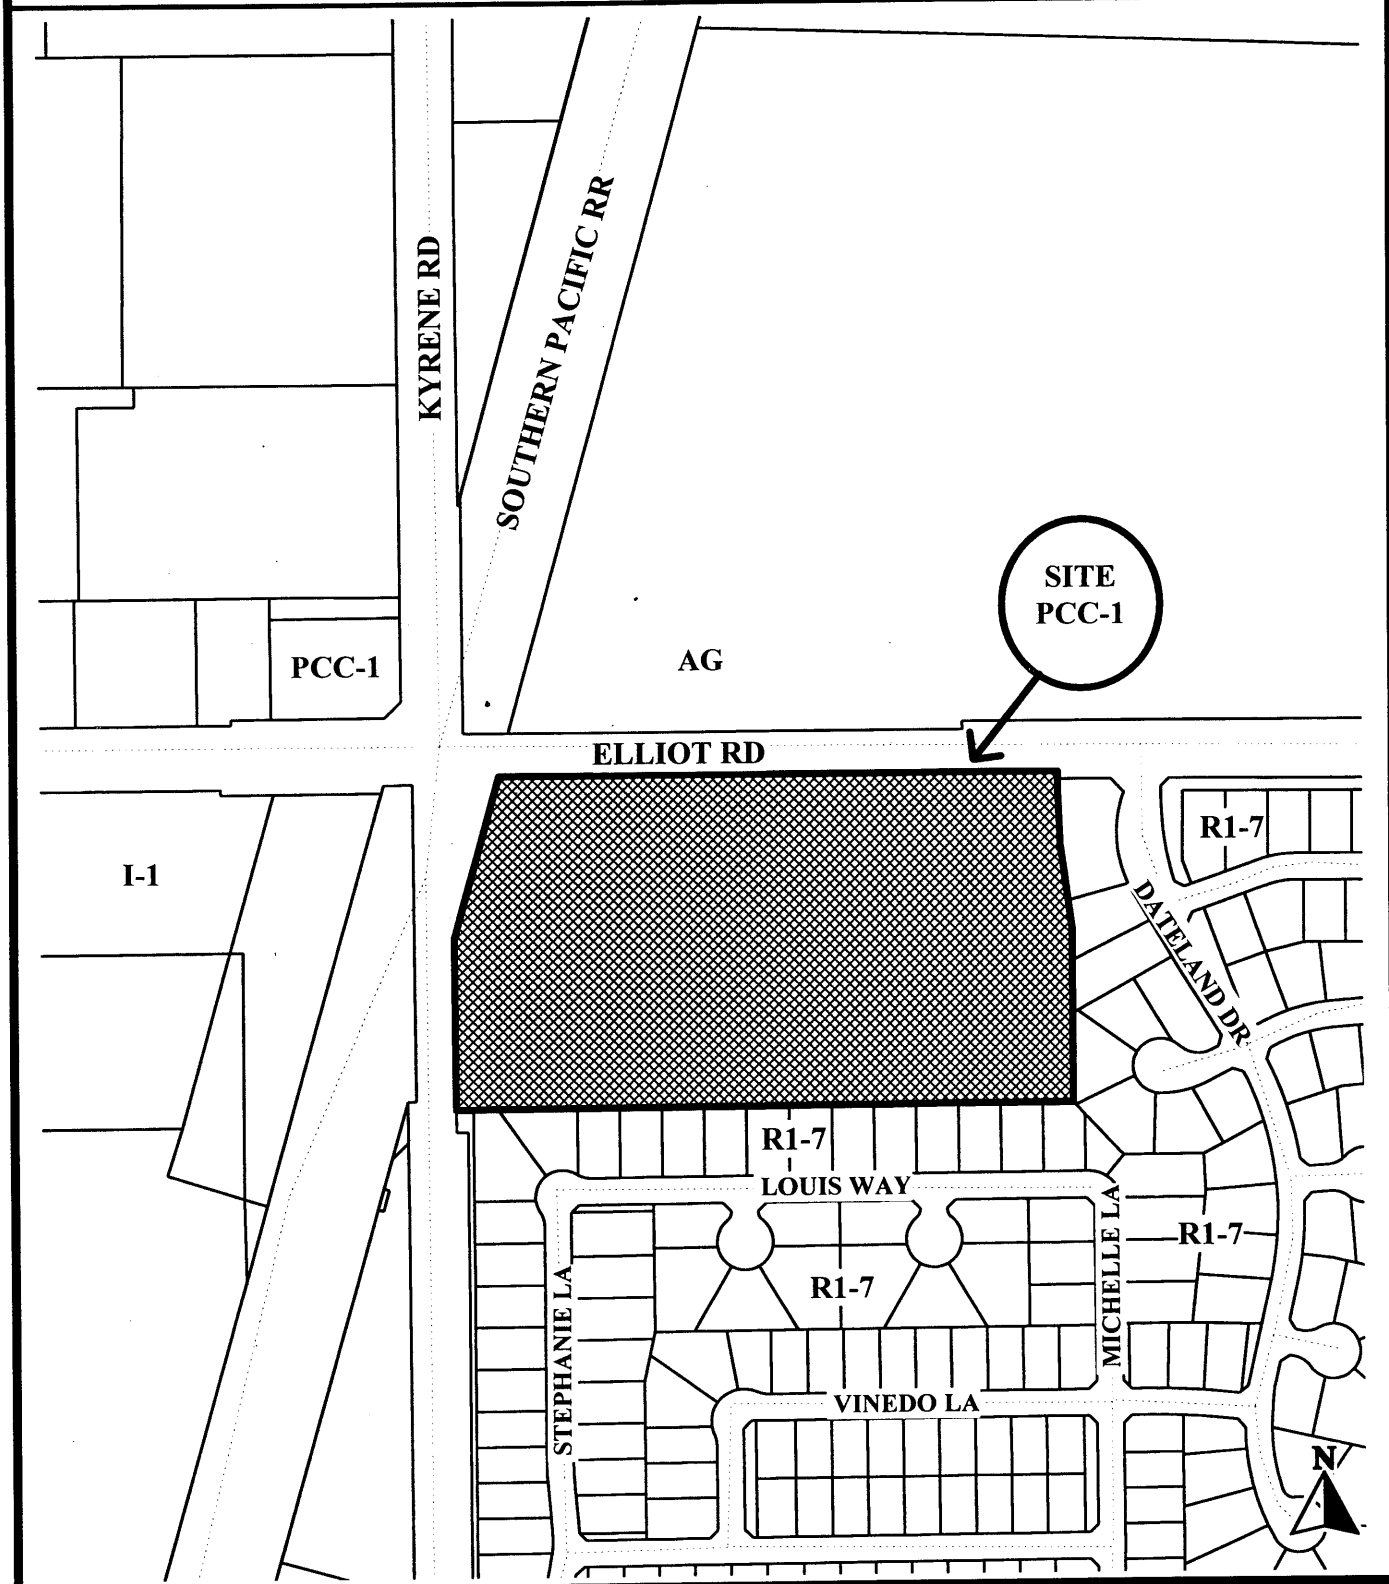 KYRENE RD
SOUTHERN PACIFIC RR
SITE
PCC-1
PCC-1
AG
ELLIOT RD
R1-7
I-1
DATELAND DR
R1-7
LOUIS WAY
MICHELLE LA
R1-7
R1-7
STEPHANIE LA
VINEDO LA
N